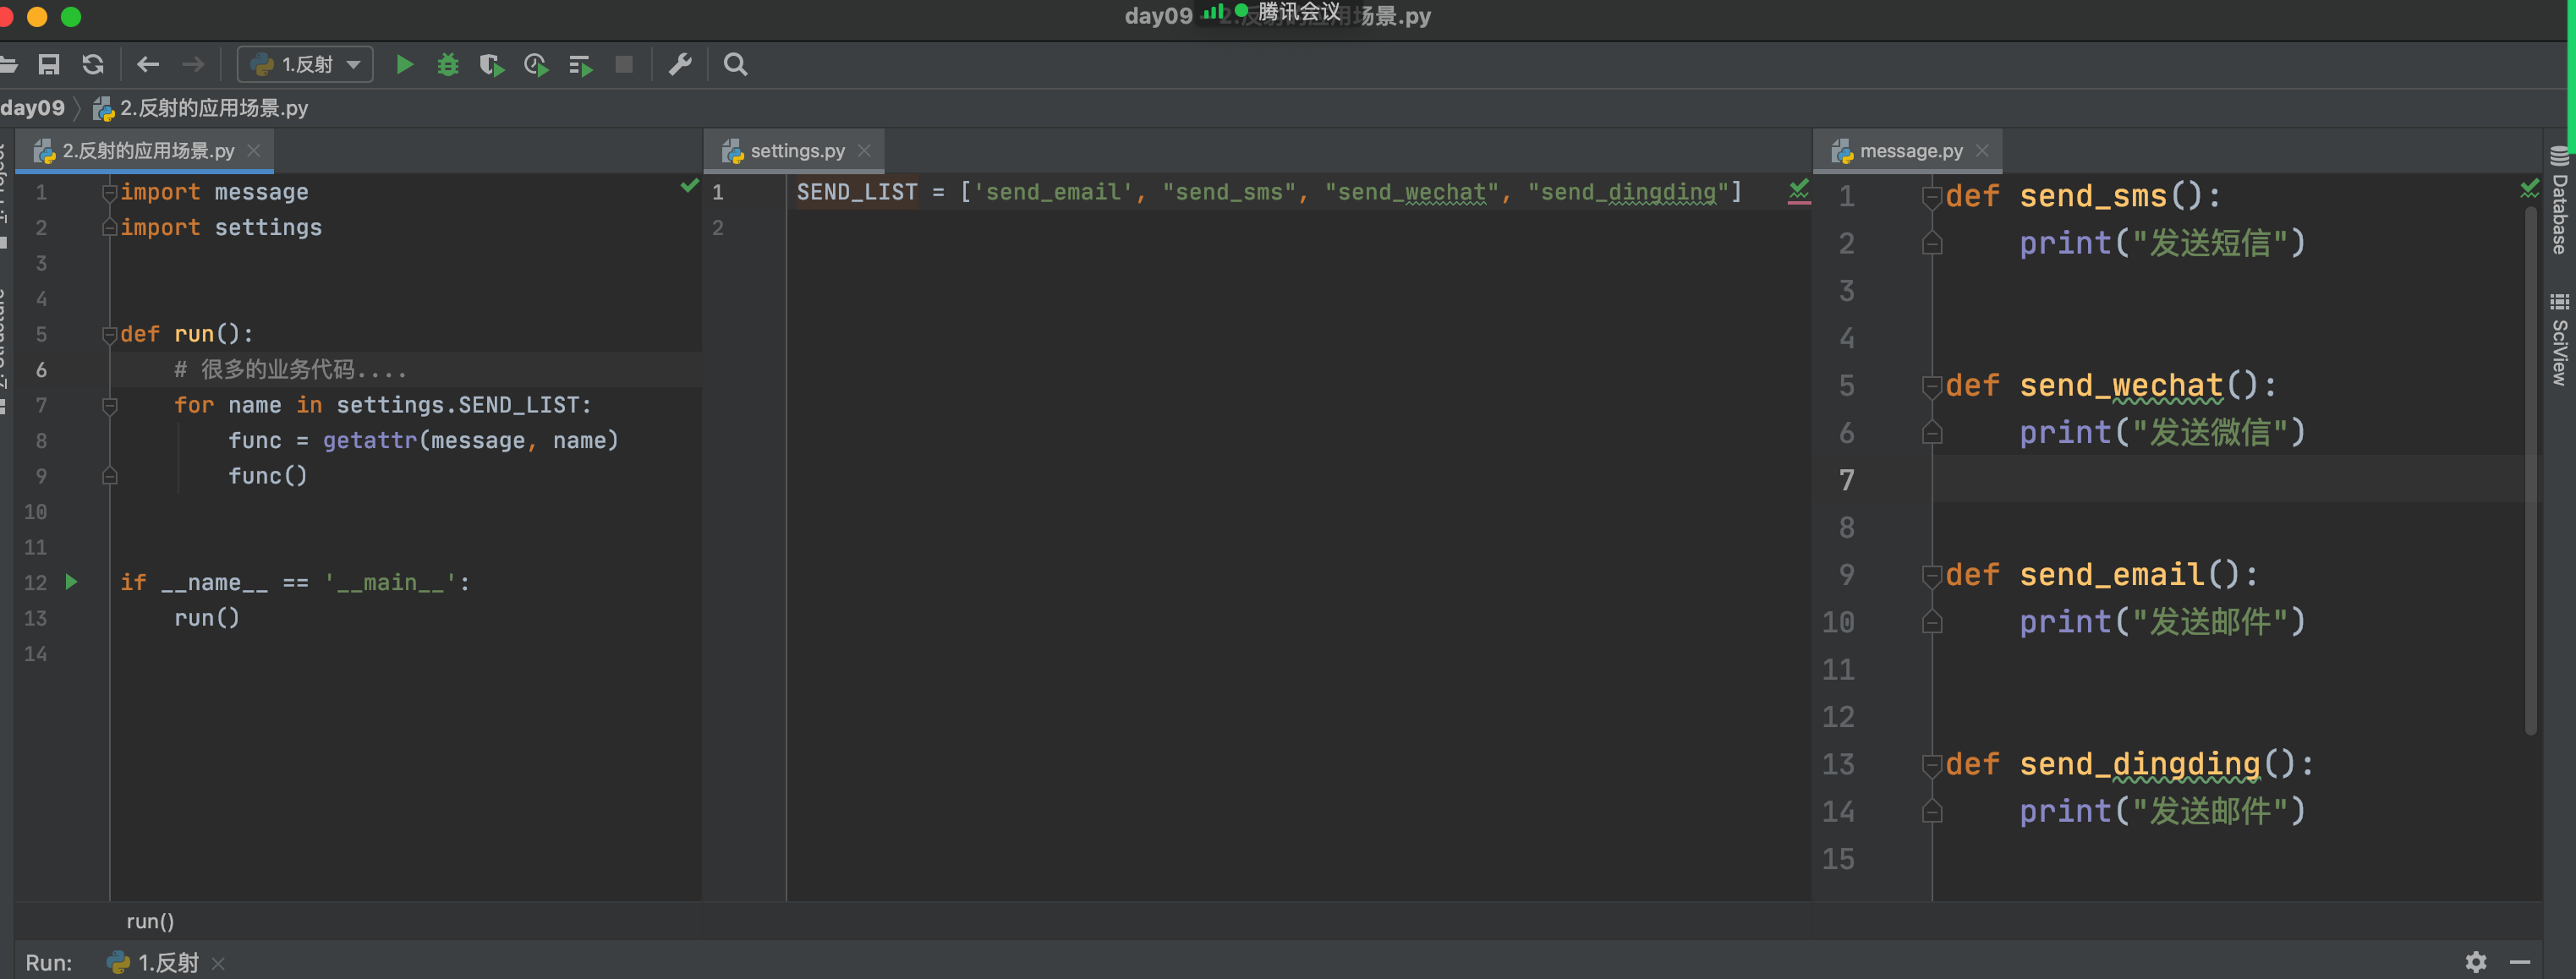 day09
腾讯会议
景.py
1.反射
day09
2.反射的应用场景.py
2.反射的应用场景.py
1 import message
2 import settings
3
4
5 def run():
6     # 很多的业务代码....
7     for name in settings.SEND_LIST:
8         func = getattr(message, name)
9         func()
10
11
12 if __name__ == '__main__':
13     run()
14
settings.py
1 SEND_LIST = ['send_email', "send_sms", "send_wechat", "send_dingding"]
2
message.py
1 def send_sms():
2     print("发送短信")
3
4
5 def send_wechat():
6     print("发送微信")
7
8
9 def send_email():
10     print("发送邮件")
11
12
13 def send_dingding():
14     print("发送邮件")
15
Database
SciView
run()
Run:
1.反射